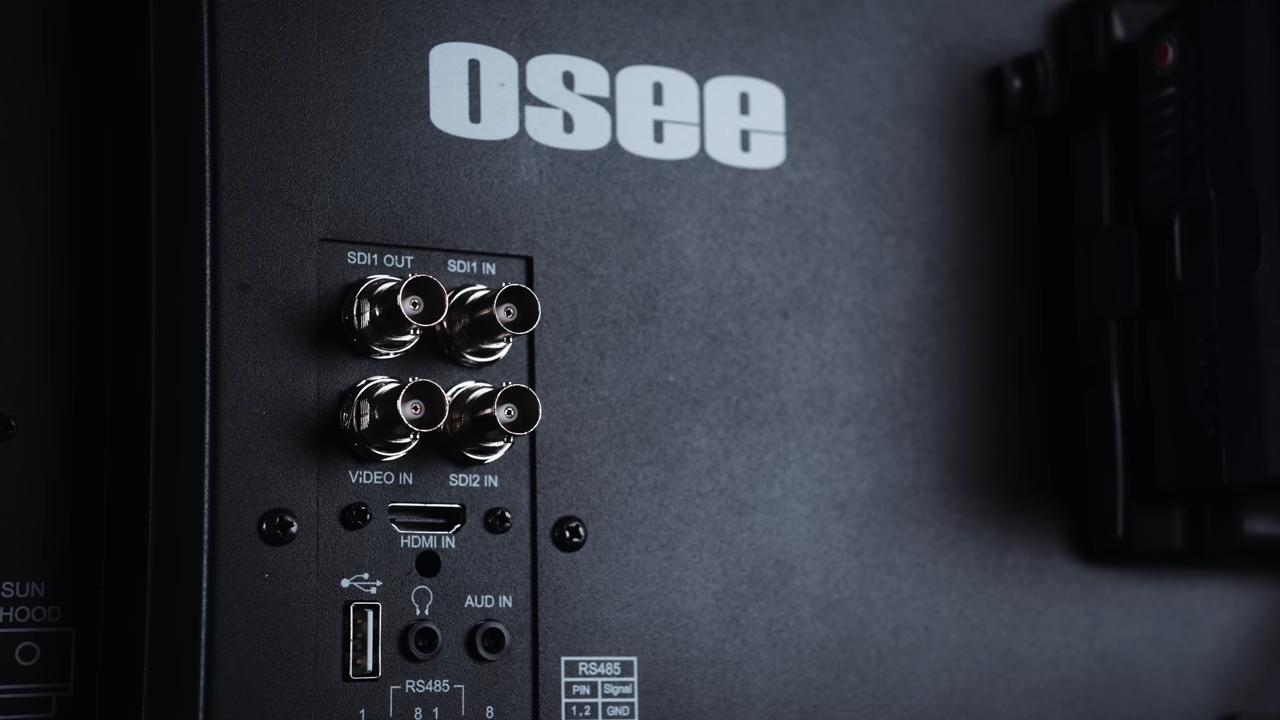 osee
SDI1 OUT SDI1 IN
VIDEO IN SDI2 IN
HDMI IN
AUD IN
SUN
HOOD
RS485
1 8 1 8
RS485
PIN Signal
1,2 GND